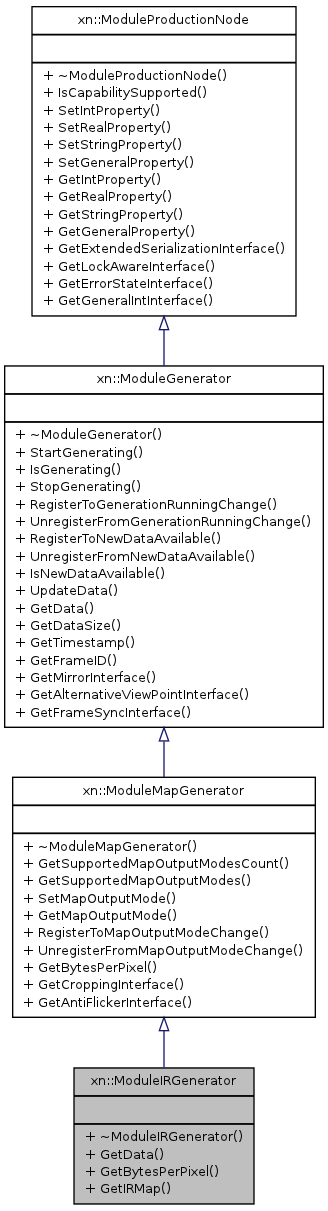 xn::ModuleProductionNode
+ ~ModuleProductionNode()
+ IsCapabilitySupported()
+ SetIntProperty()
+ SetRealProperty()
+ SetStringProperty()
+ SetGeneralProperty()
+ GetIntProperty()
+ GetRealProperty()
+ GetStringProperty()
+ GetGeneralProperty()
+ GetExtendedSerializationInterface()
+ GetLockAwareInterface()
+ GetErrorStateInterface()
+ GetGeneralIntInterface()
xn::ModuleGenerator
+ ~ModuleGenerator()
+ StartGenerating()
+ IsGenerating()
+ StopGenerating()
+ RegisterToGenerationRunningChange()
+ UnregisterFromGenerationRunningChange()
+ RegisterToNewDataAvailable()
+ UnregisterFromNewDataAvailable()
+ IsNewDataAvailable()
+ UpdateData()
+ GetData()
+ GetDataSize()
+ GetTimestamp()
+ GetFrameID()
+ GetMirrorInterface()
+ GetAlternativeViewPointInterface()
+ GetFrameSyncInterface()
xn::ModuleMapGenerator
+ ~ModuleMapGenerator()
+ GetSupportedMapOutputModesCount()
+ GetSupportedMapOutputModes()
+ SetMapOutputMode()
+ GetMapOutputMode()
+ RegisterToMapOutputModeChange()
+ UnregisterFromMapOutputModeChange()
+ GetBytesPerPixel()
+ GetCroppingInterface()
+ GetAntiFlickerInterface()
xn::ModuleIRGenerator
+ ~ModuleIRGenerator()
+ GetData()
+ GetBytesPerPixel()
+ GetIRMap()